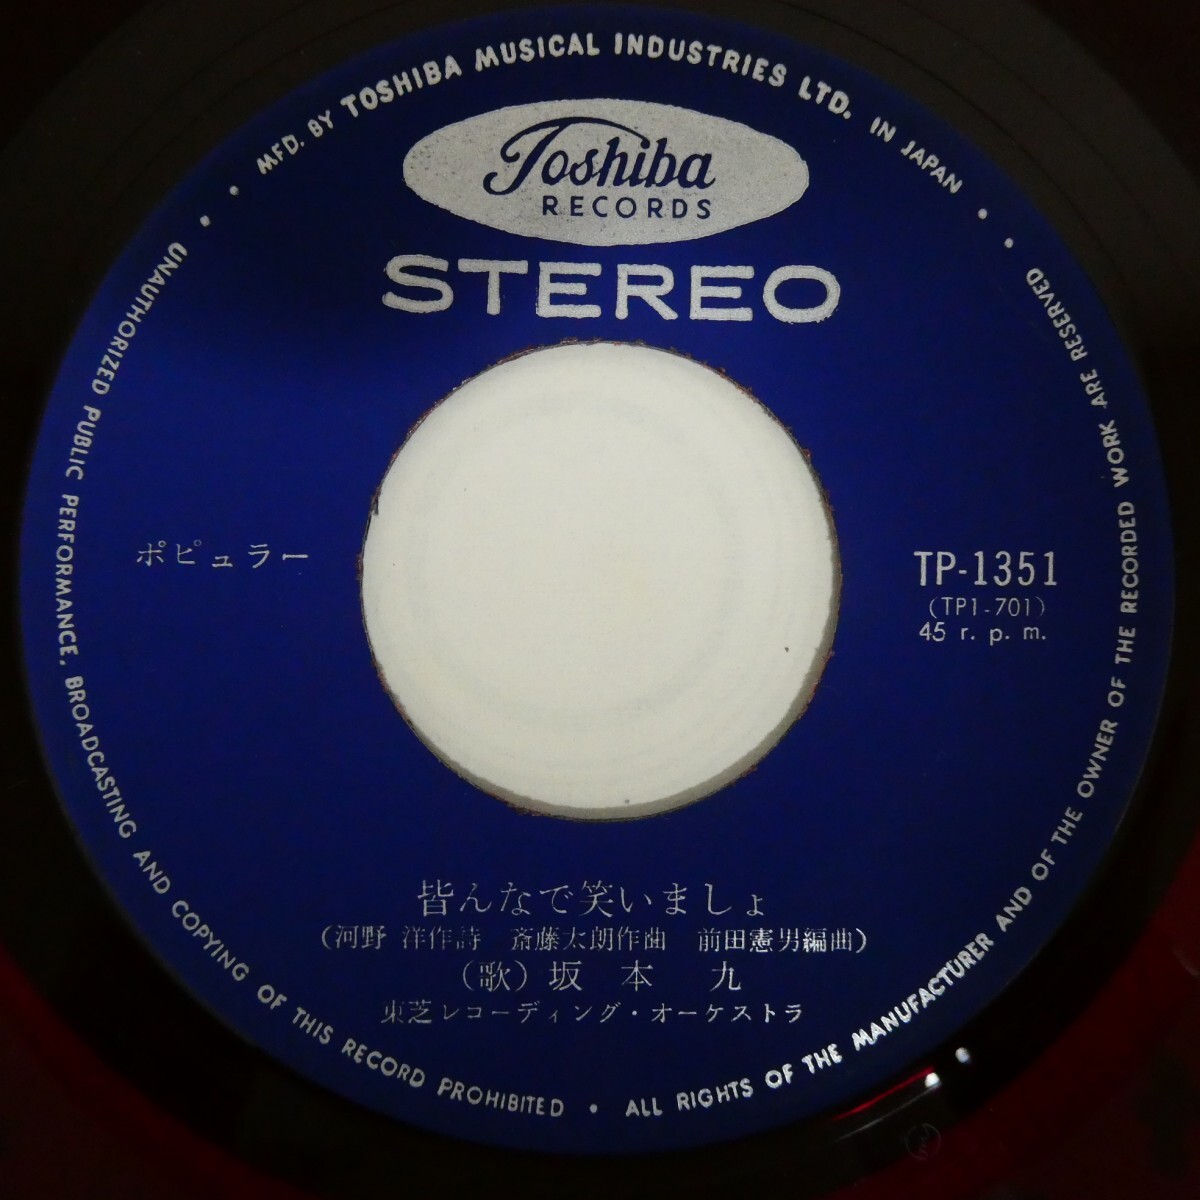 MFD. BY TOSHIBA MUSICAL INDUSTRIES LTD. IN JAPAN
Toshiba
RECORDS
STEREO
ポピュラー
TP-1351
(TP1-701)
45 r. p. m.
皆んなで笑いましょ
(河野 洋作詩 斎藤太朗作曲 前田憲男編曲)
(歌) 坂本 九
東芝レコーディング・オーケストラ
UNAUTHORIZED PUBLIC PERFORMANCE, BROADCASTING AND COPYING OF THIS RECORD PROHIBITED • ALL RIGHTS OF THE MANUFACTURER AND OF THE OWNER OF THE RECORDED WORK ARE RESERVED